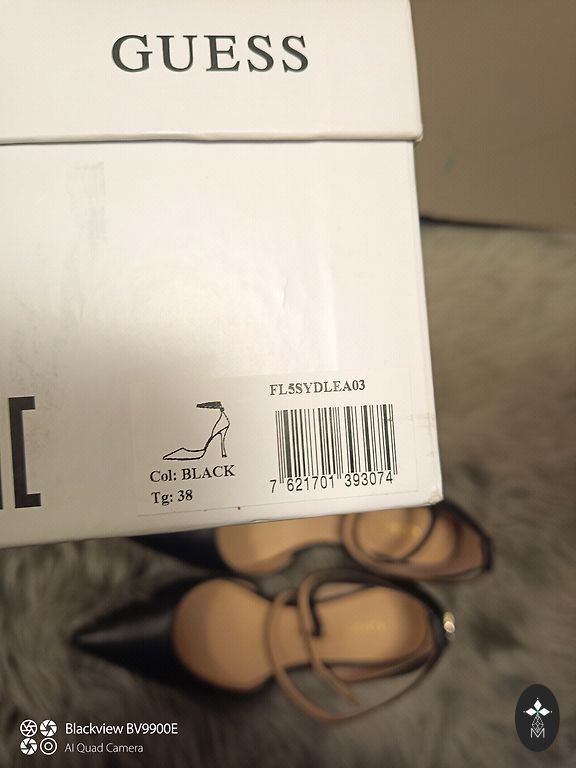 GUESS
FL5SYDLEA03
Col: BLACK
Tg: 38
7 621701 393074
Blackview BV9900E
AI Quad Camera
M